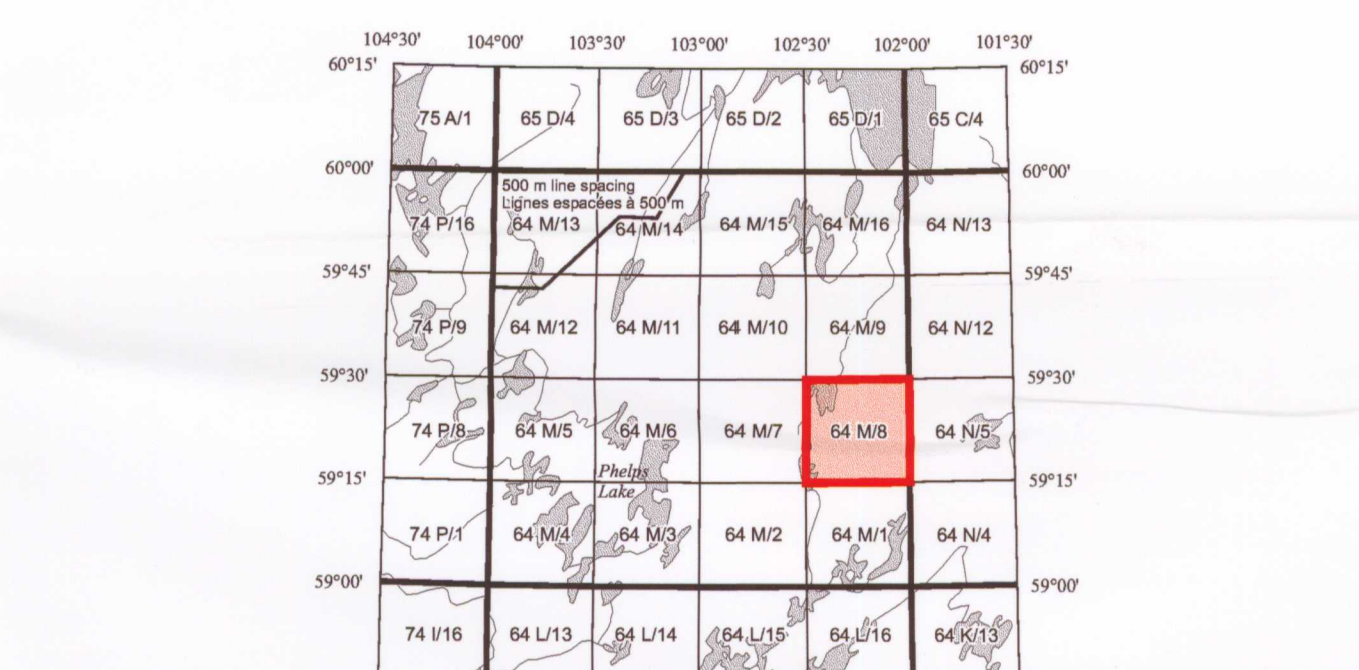 104°30' 104°00' 103°30' 103°00' 102°30' 102°00' 101°30'
60°15' 60°15'
75 A/1 65 D/4 65 D/3 65 D/2 65 D/1 65 C/4
60°00' 60°00'
500 m line spacing
Lignes espacées à 500 m
74 P/16 64 M/13 64 M/14 64 M/15 64 M/16 64 N/13
59°45' 59°45'
74 P/9 64 M/12 64 M/11 64 M/10 64 M/9 64 N/12
59°30' 59°30'
74 P/8 64 M/5 64 M/6 64 M/7 64 M/8 64 N/5
Phelps
59°15' 59°15'
Lake
74 P/1 64 M/4 64 M/3 64 M/2 64 M/1 64 N/4
59°00' 59°00'
74 I/16 64 L/13 64 L/14 64 L/15 64 L/16 64 K/13